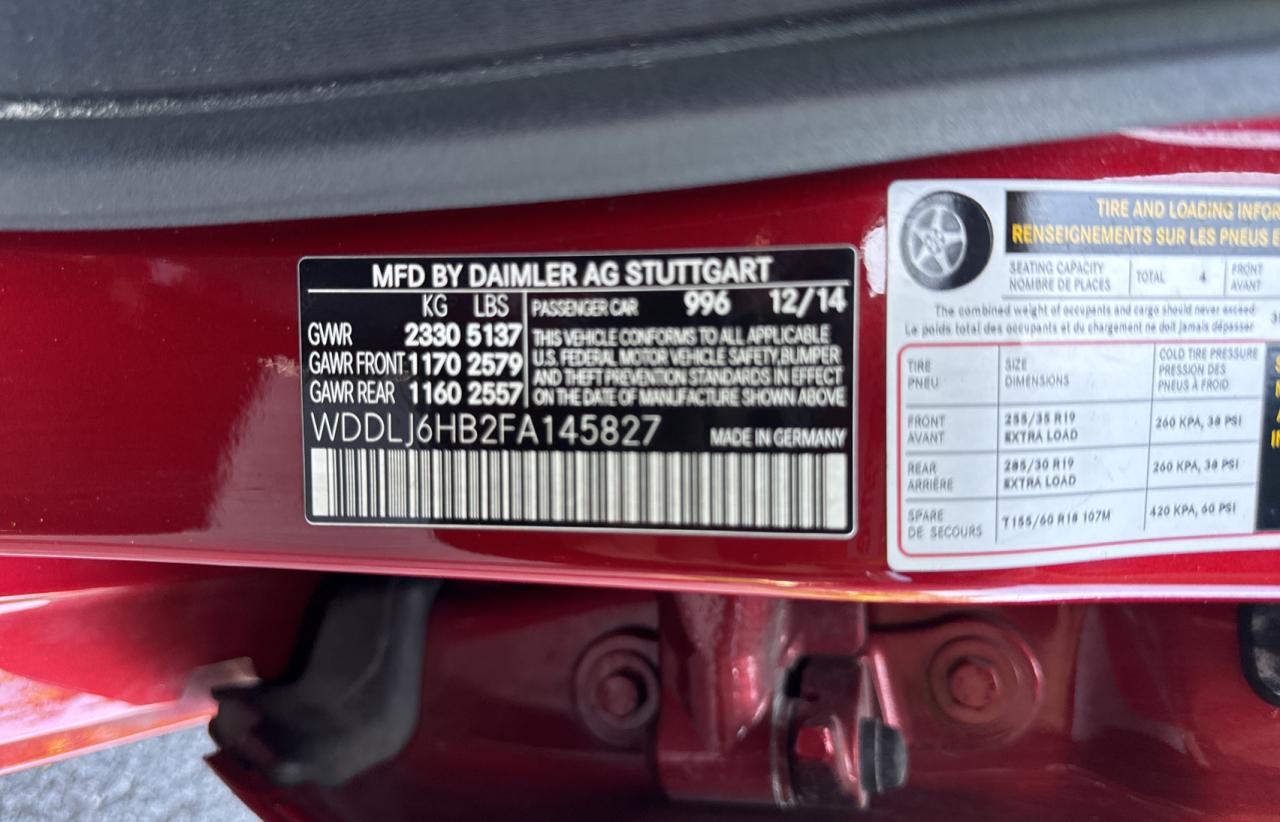 MFD BY DAIMLER AG STUTTGART
KG LBS
GVWR 2330 5137
GAWR FRONT 1170 2579
GAWR REAR 1160 2557
PASSENGER CAR 996 12/14
THIS VEHICLE CONFORMS TO ALL APPLICABLE
U.S. FEDERAL MOTOR VEHICLE SAFETY, BUMPER
AND THEFT PREVENTION STANDARDS IN EFFECT
ON THE DATE OF MANUFACTURE SHOWN ABOVE
WDDLJ6HB2FA145827
MADE IN GERMANY
TIRE AND LOADING INFOR
RENSEIGNEMENTS SUR LES PNEUS E
SEATING CAPACITY
NOMBRE DE PLACES
TOTAL 4
FRONT
AVANT
The combined weight of occupants and cargo should never exceed
Le poids total des occupants et du chargement ne doit jamais dépasser
TIRE
PNEU
SIZE
DIMENSIONS
COLD TIRE PRESSURE
PRESSION DES
PNEUS À FROID
FRONT
AVANT
255/35 R19
EXTRA LOAD
260 KPA, 38 PSI
REAR
ARRIÈRE
285/30 R19
EXTRA LOAD
260 KPA, 38 PSI
SPARE
DE SECOURS
T155/60 R18 107M
420 KPA, 60 PSI